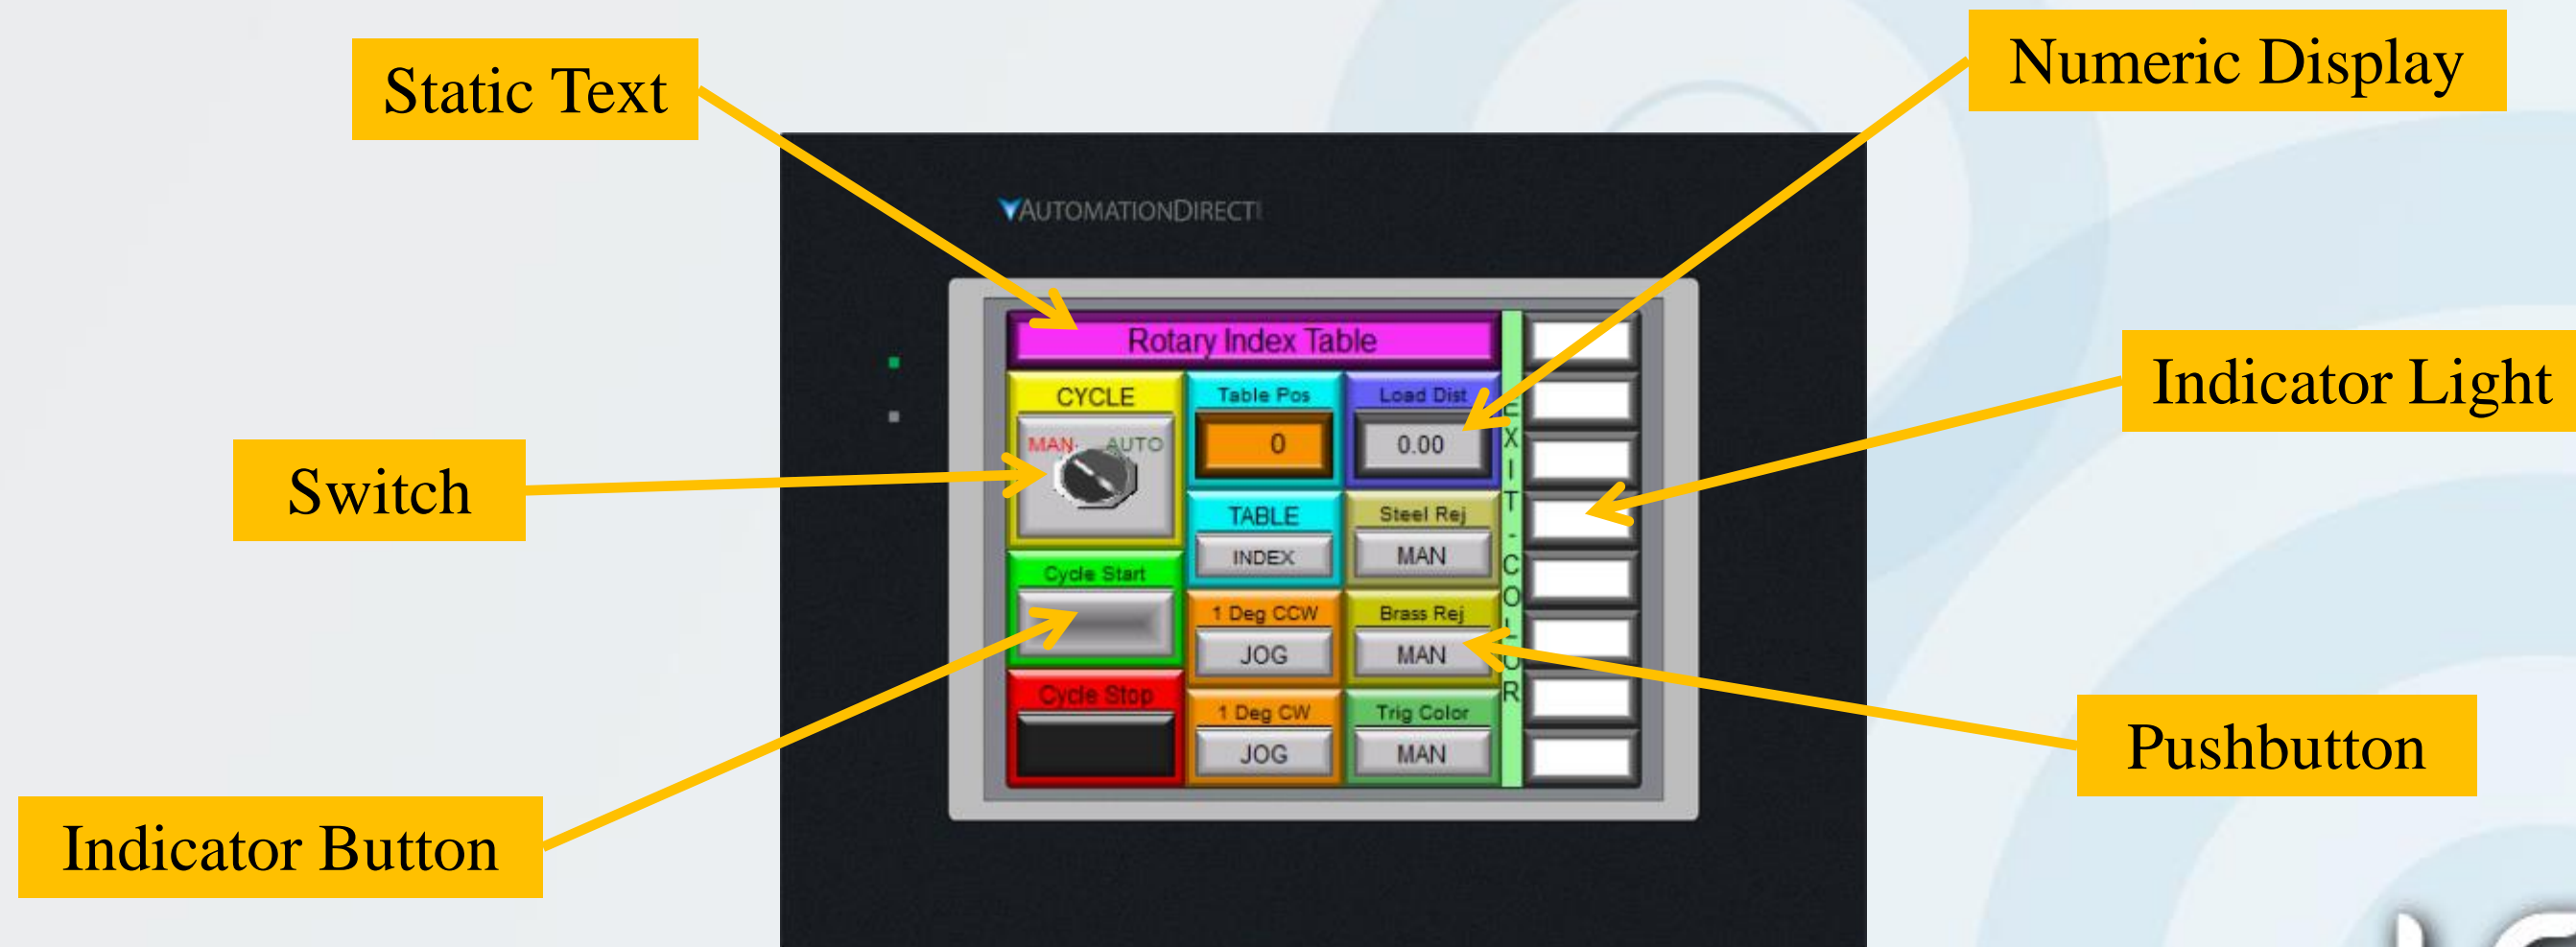 Static Text
Numeric Display
AUTOMATIONDIRECT
Rotary Index Table
Indicator Light
CYCLE
Table Pos
Load Dist
MAN
AUTO
0
0.00
Switch
TABLE
Steel Rej
INDEX
MAN
Cycle Start
1 Deg CCW
Brass Rej
JOG
MAN
Cycle Stop
1 Deg CW
Trig Color
JOG
MAN
EXIT-COLOR
Pushbutton
Indicator Button